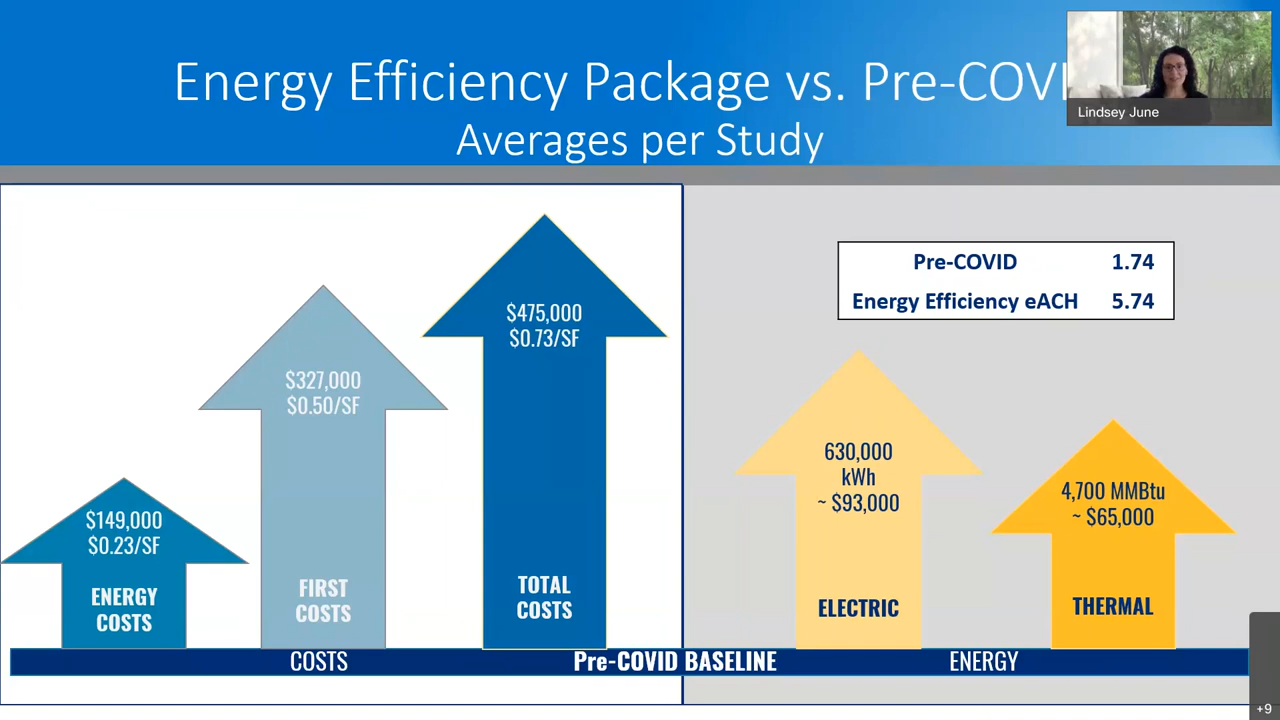 Energy Efficiency Package vs. Pre-COVI
Averages per Study
Lindsey June
Pre-COVID 1.74
Energy Efficiency eACH 5.74
$149,000
$0.23/SF
ENERGY
COSTS
$327,000
$0.50/SF
FIRST
COSTS
$475,000
$0.73/SF
TOTAL
COSTS
630,000
kWh
~ $93,000
ELECTRIC
4,700 MMBtu
~ $65,000
THERMAL
COSTS
Pre-COVID BASELINE
ENERGY
+9